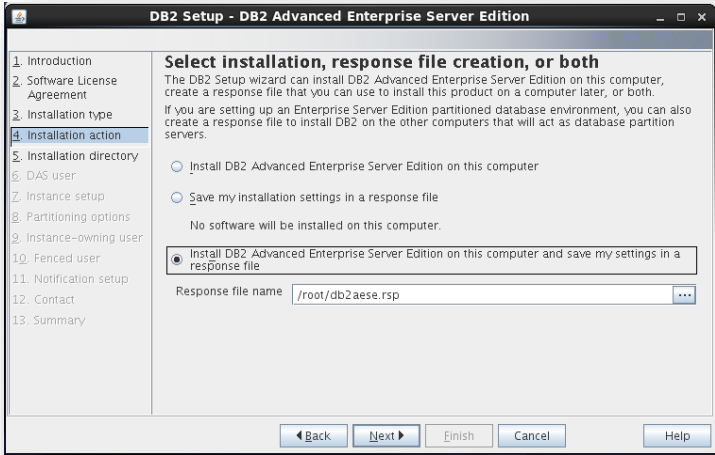 DB2 Setup - DB2 Advanced Enterprise Server Edition
1. Introduction
2. Software License
Agreement
3. Installation type
4. Installation action
5. Installation directory
6. DAS user
7. Instance setup
8. Partitioning options
9. Instance-owning user
10. Fenced user
11. Notification setup
12. Contact
13. Summary
Select installation, response file creation, or both
The DB2 Setup wizard can install DB2 Advanced Enterprise Server Edition on this computer,
create a response file that you can use to install this product on a computer later, or both.
If you are setting up an Enterprise Server Edition partitioned database environment, you can also
create a response file to install DB2 on the other computers that will act as database partition
servers.
Install DB2 Advanced Enterprise Server Edition on this computer
Save my installation settings in a response file
No software will be installed on this computer.
Install DB2 Advanced Enterprise Server Edition on this computer and save my settings in a
response file
Response file name /root/db2aese.rsp ...
Back Next Finish Cancel Help